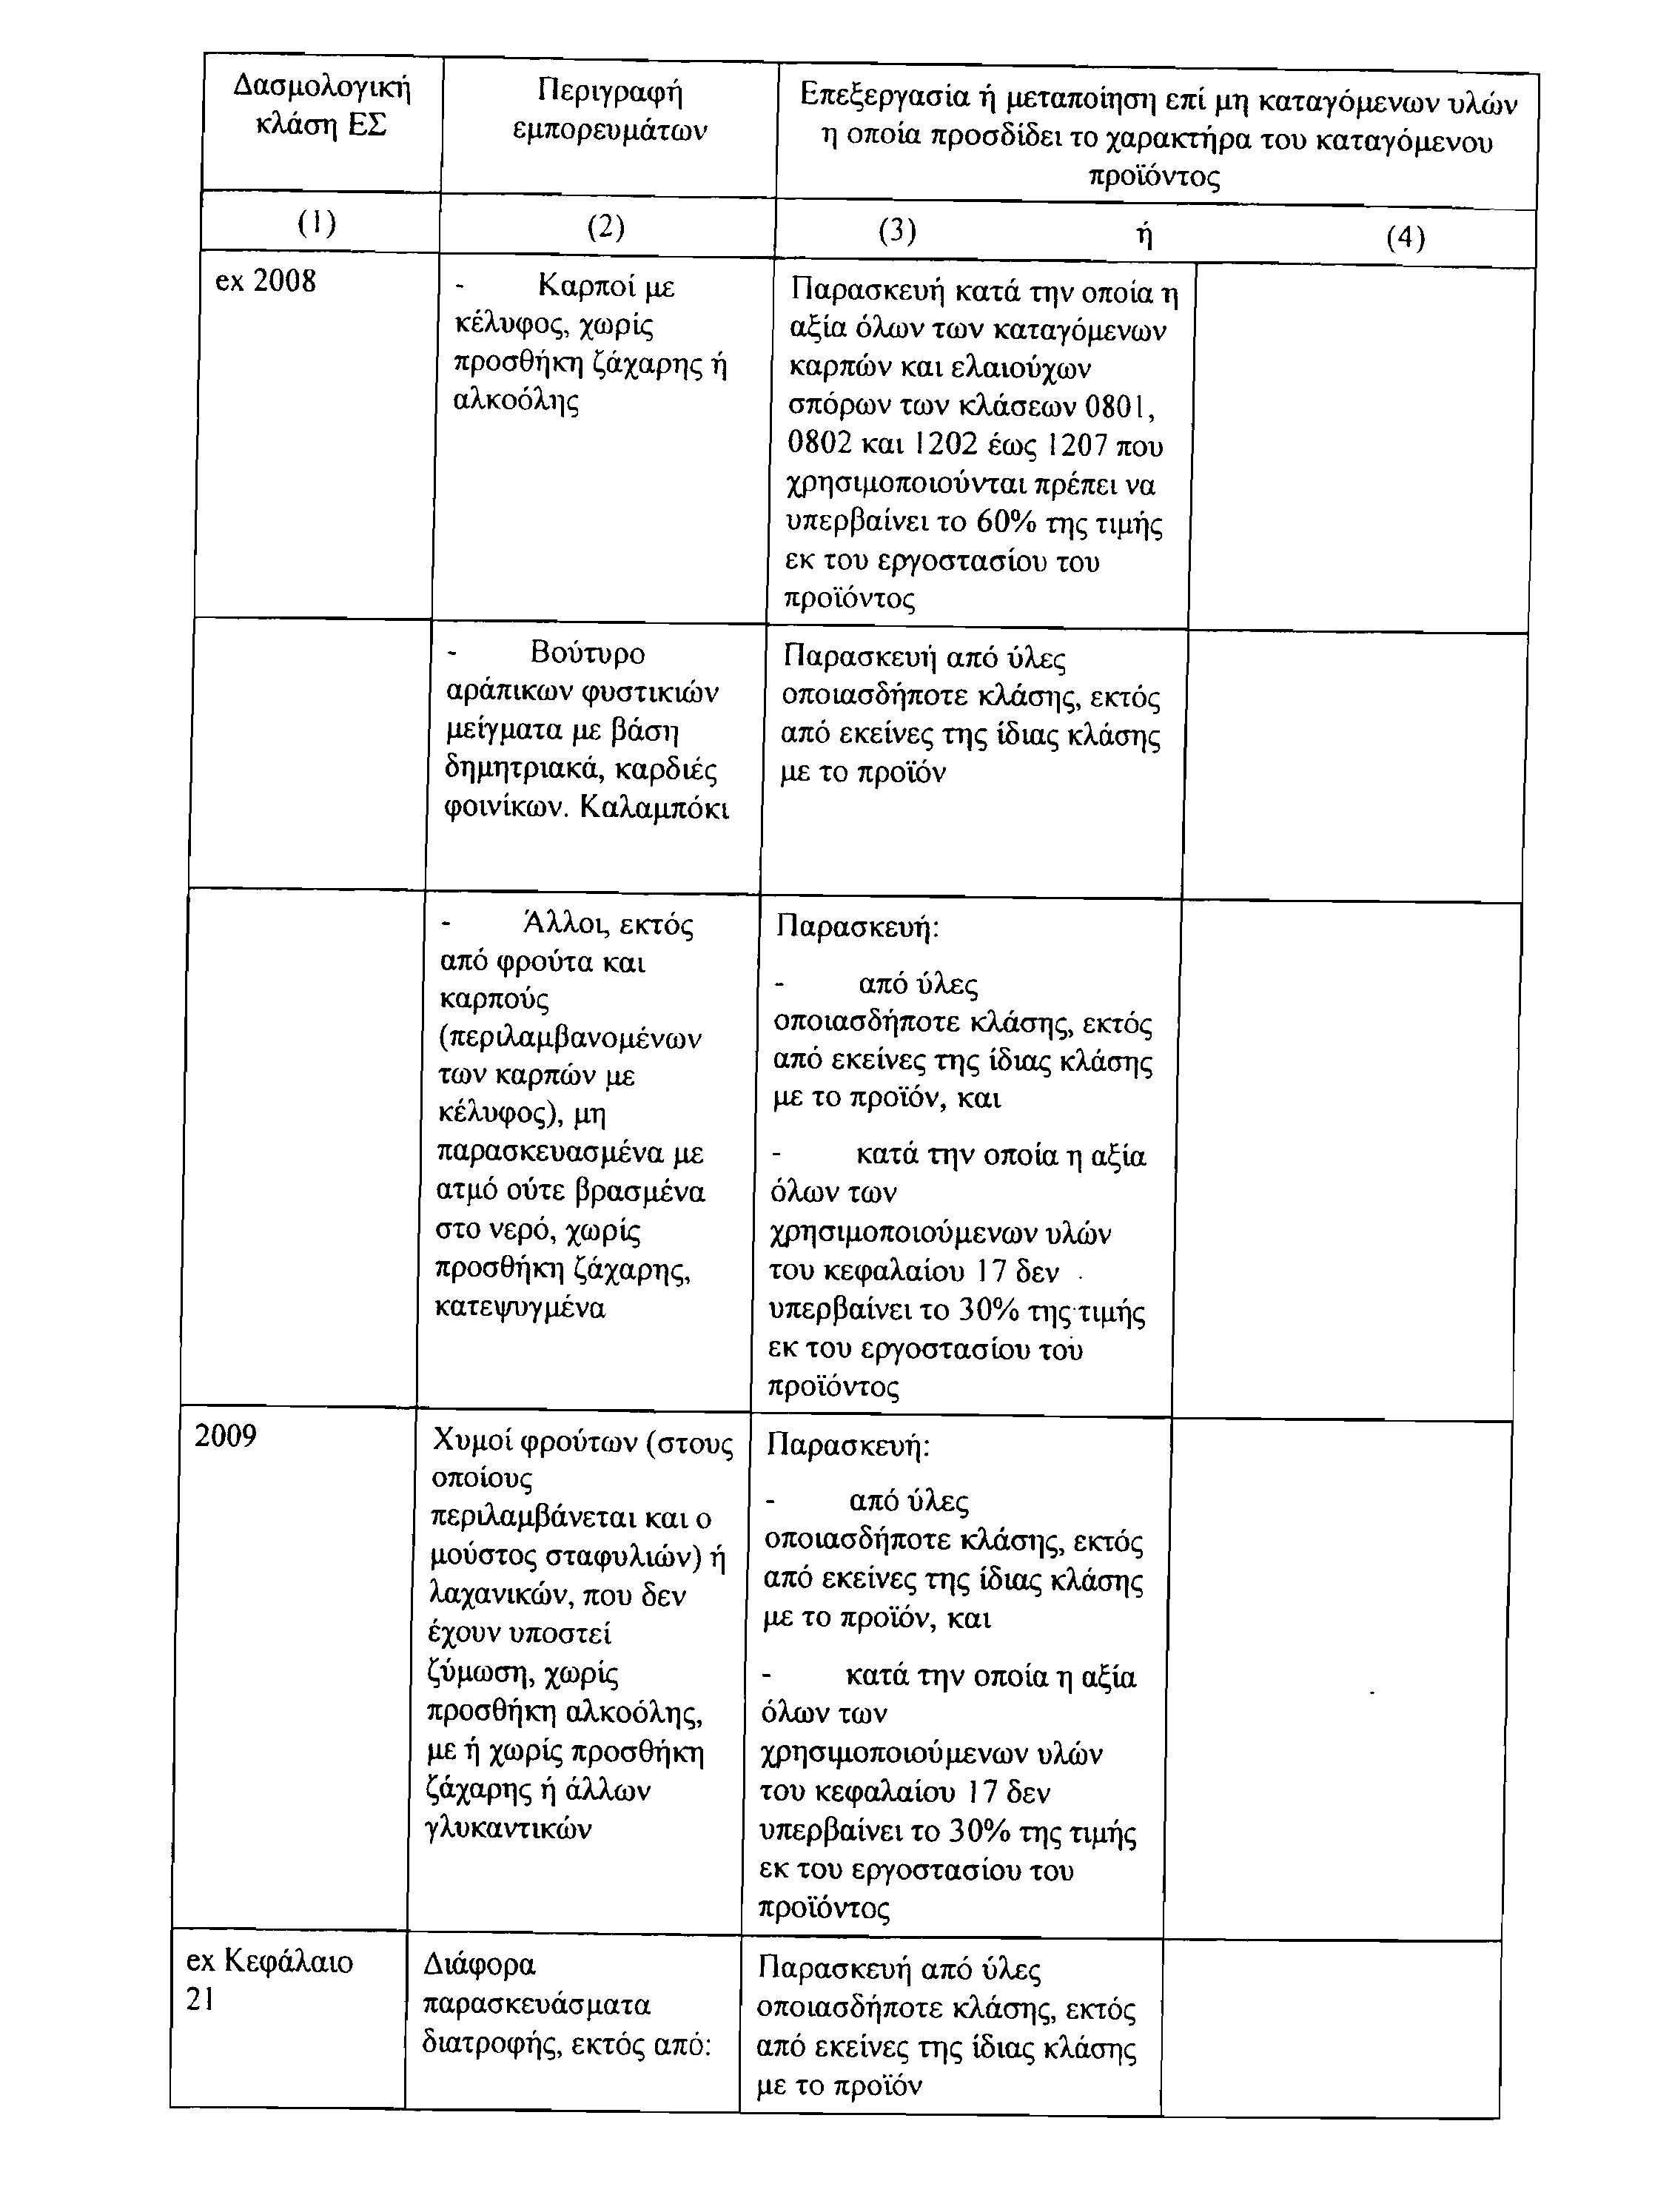 Δασμολογική
κλάση ΕΣ
Περιγραφή
εμπορευμάτων
Επεξεργασία ή μεταποίηση επί μη καταγόμενων υλών
η οποία προσδίδει το χαρακτήρα του καταγόμενου
προϊόντος
(1)
(2)
(3) ή (4)
ex 2008
- Καρποί με
κέλυφος, χωρίς
προσθήκη ζάχαρης ή
αλκοόλης
Παρασκευή κατά την οποία η
αξία όλων των καταγόμενων
καρπών και ελαιούχων
σπόρων των κλάσεων 0801,
0802 και 1202 έως 1207 που
χρησιμοποιούνται πρέπει να
υπερβαίνει το 60% της τιμής
εκ του εργοστασίου του
προϊόντος
- Βούτυρο
αράπικων φυστικιών
μείγματα με βάση
δημητριακά, καρδιές
φοινίκων. Καλαμπόκι
Παρασκευή από ύλες
οποιασδήποτε κλάσης, εκτός
από εκείνες της ίδιας κλάσης
με το προϊόν
- Άλλοι, εκτός
από φρούτα και
καρπούς
(περιλαμβανομένων
των καρπών με
κέλυφος), μη
παρασκευασμένα με
ατμό ούτε βρασμένα
στο νερό, χωρίς
προσθήκη ζάχαρης,
κατεψυγμένα
Παρασκευή:
- από ύλες
οποιασδήποτε κλάσης, εκτός
από εκείνες της ίδιας κλάσης
με το προϊόν, και
- κατά την οποία η αξία
όλων των
χρησιμοποιούμενων υλών
του κεφαλαίου 17 δεν
υπερβαίνει το 30% της τιμής
εκ του εργοστασίου του
προϊόντος
2009
Χυμοί φρούτων (στους
οποίους
περιλαμβάνεται και ο
μούστος σταφυλιών) ή
λαχανικών, που δεν
έχουν υποστεί
ζύμωση, χωρίς
προσθήκη αλκοόλης,
με ή χωρίς προσθήκη
ζάχαρης ή άλλων
γλυκαντικών
Παρασκευή:
- από ύλες
οποιασδήποτε κλάσης, εκτός
από εκείνες της ίδιας κλάσης
με το προϊόν, και
- κατά την οποία η αξία
όλων των
χρησιμοποιούμενων υλών
του κεφαλαίου 17 δεν
υπερβαίνει το 30% της τιμής
εκ του εργοστασίου του
προϊόντος
ex Κεφάλαιο
21
Διάφορα
παρασκευάσματα
διατροφής, εκτός από:
Παρασκευή από ύλες
οποιασδήποτε κλάσης, εκτός
από εκείνες της ίδιας κλάσης
με το προϊόν